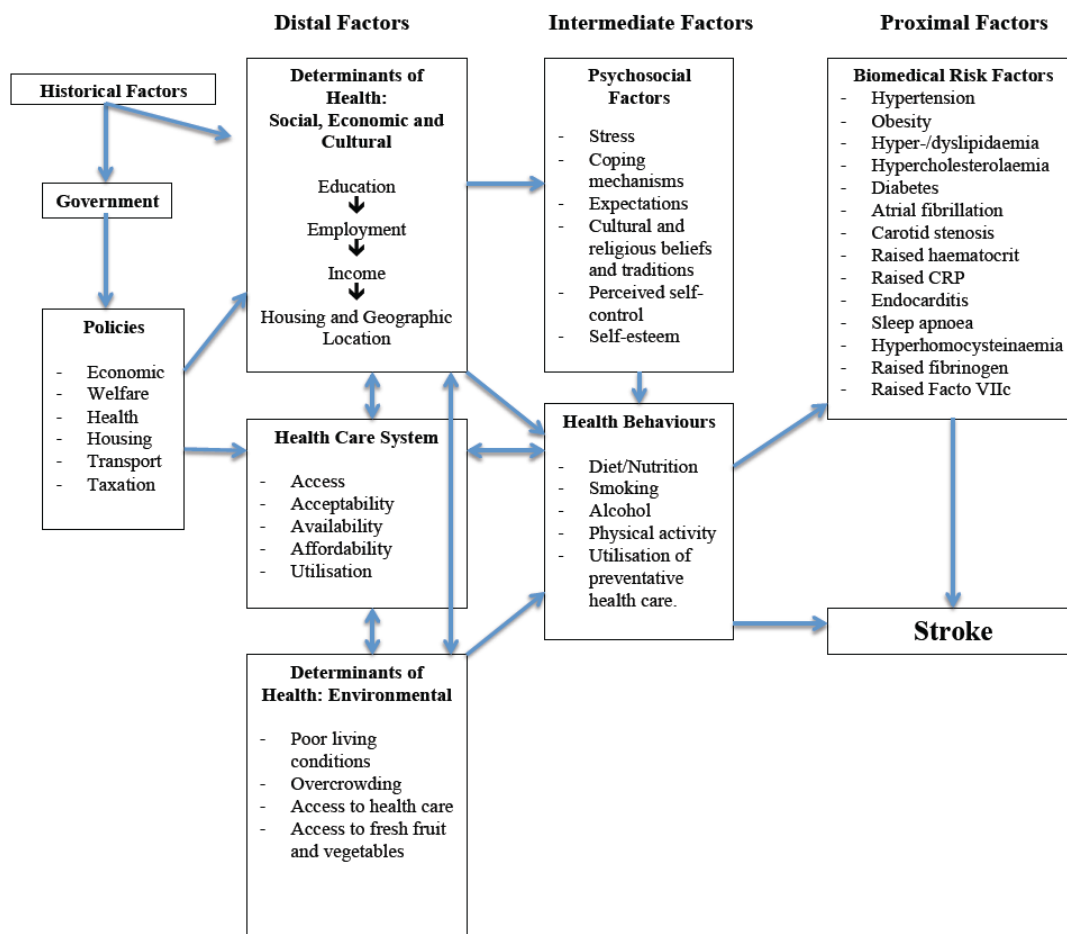 Distal Factors
Intermediate Factors
Proximal Factors
Historical Factors
Government
Policies
- Economic
- Welfare
- Health
- Housing
- Transport
- Taxation
Determinants of
Health:
Social, Economic and
Cultural
Education
Employment
Income
Housing and Geographic
Location
Health Care System
- Access
- Acceptability
- Availability
- Affordability
- Utilisation
Determinants of
Health: Environmental
- Poor living
conditions
- Overcrowding
- Access to health care
- Access to fresh fruit
and vegetables
Psychosocial
Factors
- Stress
- Coping
mechanisms
- Expectations
- Cultural and
religious beliefs
and traditions
- Perceived self-
control
- Self-esteem
Health Behaviours
- Diet/Nutrition
- Smoking
- Alcohol
- Physical activity
- Utilisation of
preventative
health care.
Biomedical Risk Factors
- Hypertension
- Obesity
- Hyper-/dyslipidaemia
- Hypercholesterolaemia
- Diabetes
- Atrial fibrillation
- Carotid stenosis
- Raised haematocrit
- Raised CRP
- Endocarditis
- Sleep apnoea
- Hyperhomocysteinaemia
- Raised fibrinogen
- Raised Facto VIIc
Stroke